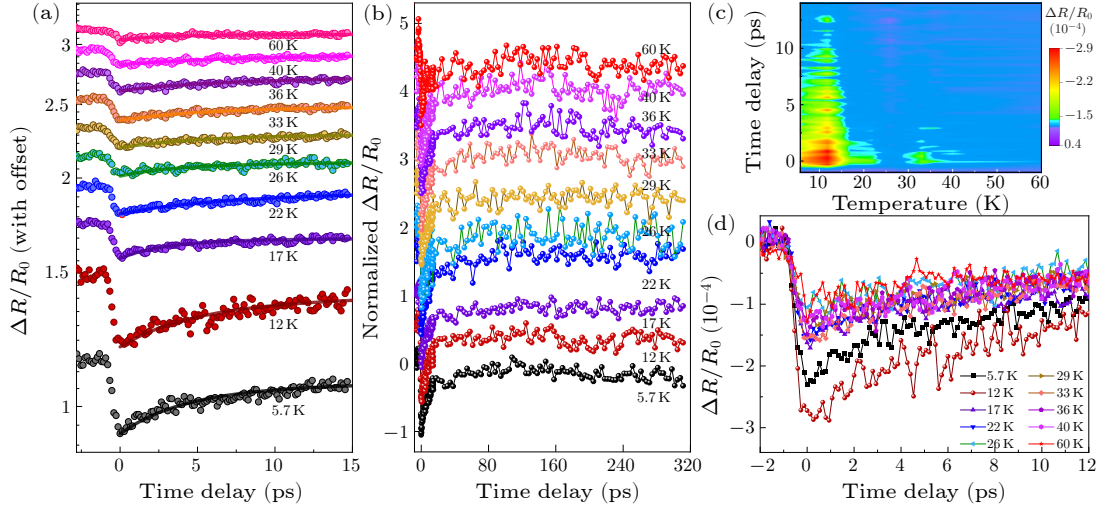 (a)
3
2.5
2
1.5
1
ΔR/R0 (with offset)
60 K
40 K
36 K
33 K
29 K
26 K
22 K
17 K
12 K
5.7 K
0
5
10
15
Time delay (ps)
(b)
5
4
3
2
1
0
−1
Normalized ΔR/R0
60 K
40 K
36 K
33 K
29 K
26 K
22 K
17 K
12 K
5.7 K
0
80
160
240
320
Time delay (ps)
(c)
10
5
0
Time delay (ps)
10
20
30
40
50
60
Temperature (K)
ΔR/R0
(10−4)
−2.9
−2.2
−1.5
0.4
(d)
0
−1
−2
−3
ΔR/R0 (10−4)
5.7 K
12 K
17 K
22 K
26 K
29 K
33 K
36 K
40 K
60 K
−2
0
2
4
6
8
10
12
Time delay (ps)